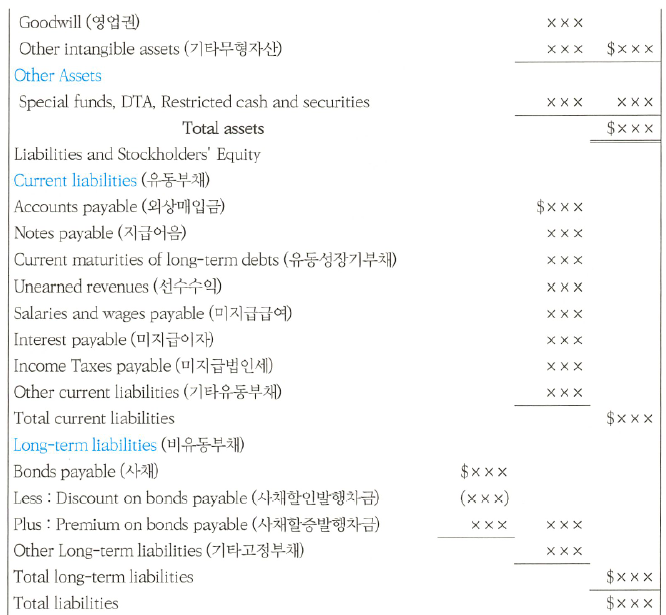 Goodwill (영업권) ×××
Other intangible assets (기타무형자산) ××× $×××
Other Assets
Special funds, DTA, Restricted cash and securities ××× ×××
Total assets $×××
Liabilities and Stockholders' Equity
Current liabilities (유동부채)
Accounts payable (외상매입금) $×××
Notes payable (지급어음) ×××
Current maturities of long-term debts (유동성장기부채) ×××
Unearned revenues (선수수익) ×××
Salaries and wages payable (미지급급여) ×××
Interest payable (미지급이자) ×××
Income Taxes payable (미지급법인세) ×××
Other current liabilities (기타유동부채) ×××
Total current liabilities $×××
Long-term liabilities (비유동부채)
Bonds payable (사채) $×××
Less : Discount on bonds payable (사채할인발행차금) (×××)
Plus : Premium on bonds payable (사채할증발행차금) ××× ×××
Other Long-term liabilities (기타고정부채) ×××
Total long-term liabilities $×××
Total liabilities $×××